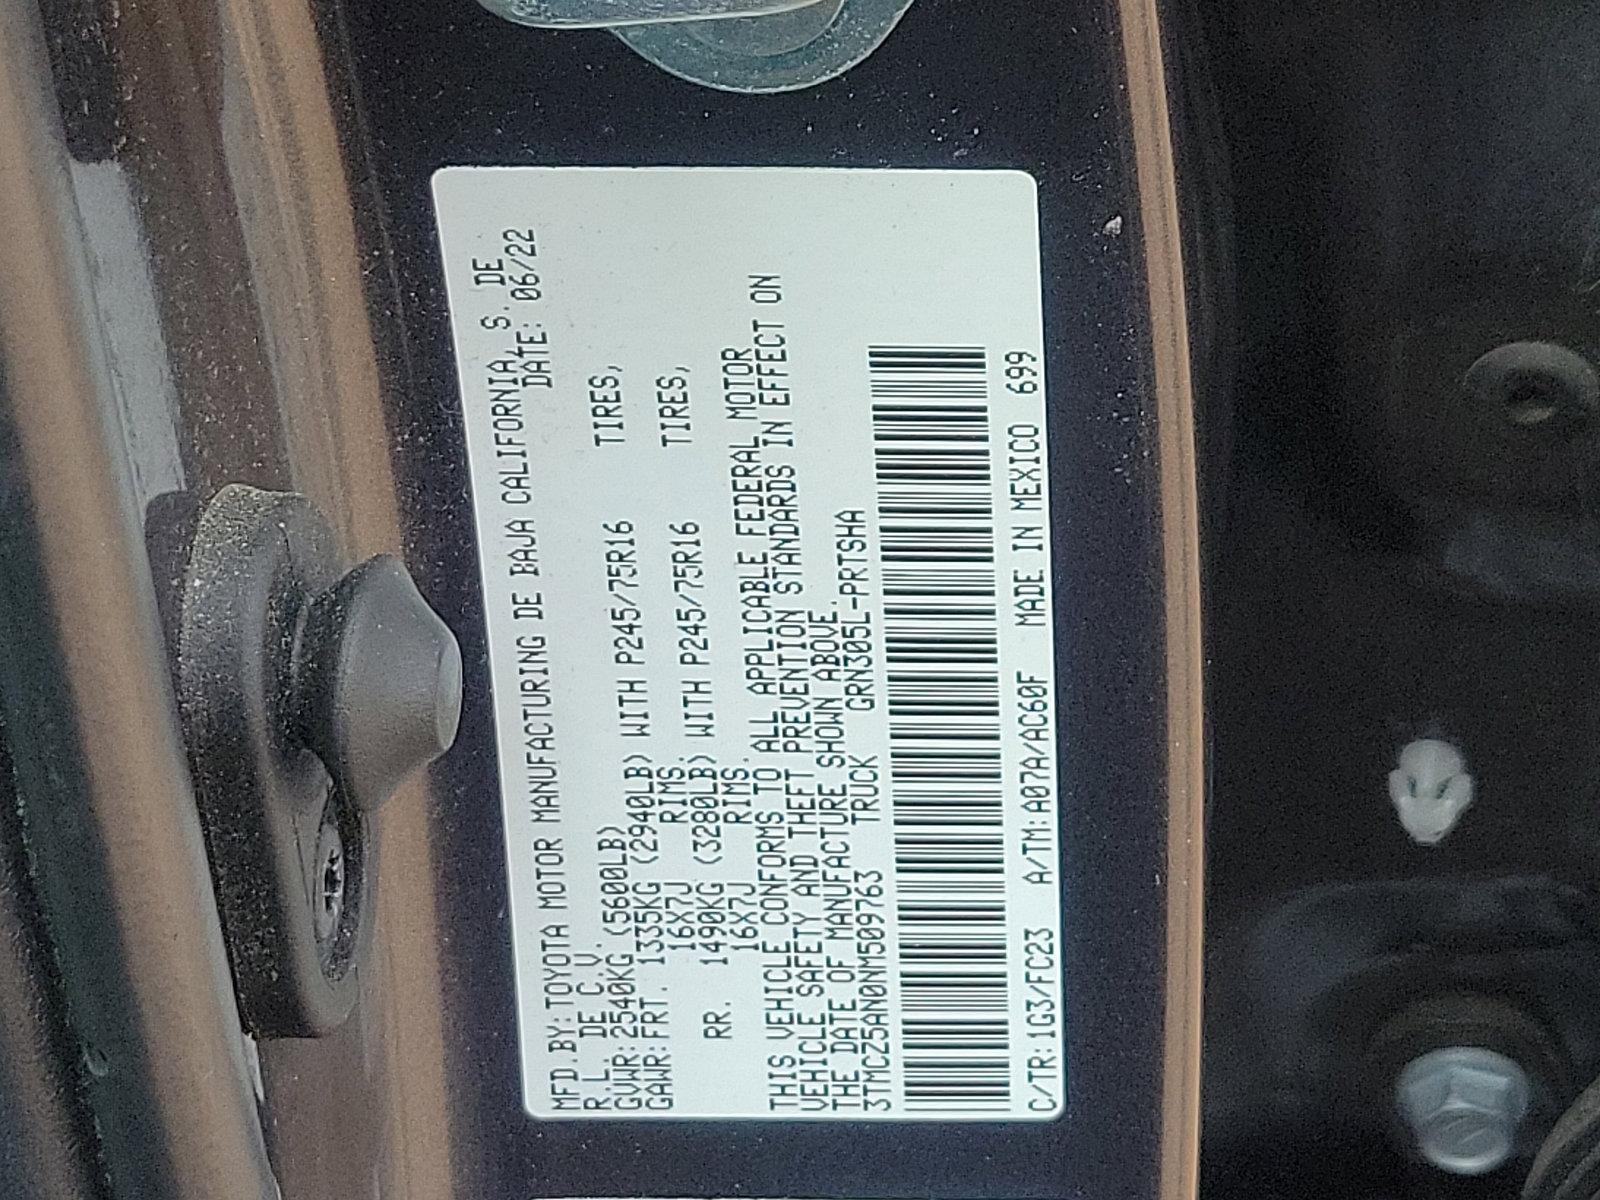 MFD.BY:TOYOTA MOTOR MANUFACTURING DE BAJA CALIFORNIA, S. DE
R.L. DE C.V. DATE: 06/22
GVWR:2540KG (5600LB)
GAWR:FRT. 1335KG (2940LB) WITH P245/75R16 TIRES,
16X7J RIMS.
RR. 1490KG (3280LB) WITH P245/75R16 TIRES,
16X7J RIMS.
THIS VEHICLE CONFORMS TO ALL APPLICABLE FEDERAL MOTOR
VEHICLE SAFETY AND THEFT PREVENTION STANDARDS IN EFFECT ON
THE DATE OF MANUFACTURE SHOWN ABOVE.
3TMCZ5AN0NM509763 TRUCK GRN305L-PRTSHA
C/TR:1G3/FC23 A/TM:A07A/AC60F MADE IN MEXICO 699